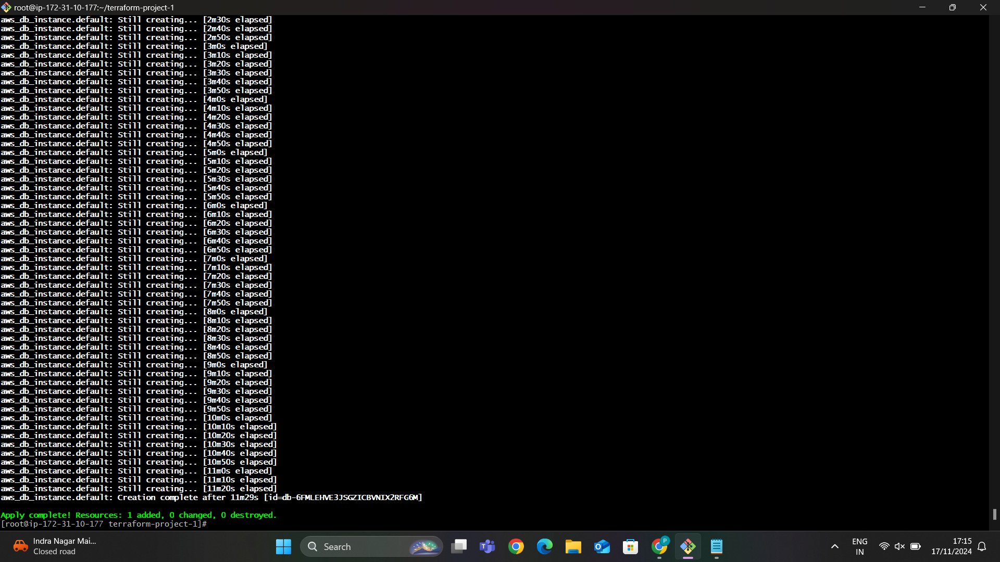 root@ip-172-31-10-177:~/terraform-project-1
aws_db_instance.default: Still creating... [2m30s elapsed]
aws_db_instance.default: Still creating... [2m40s elapsed]
aws_db_instance.default: Still creating... [2m50s elapsed]
aws_db_instance.default: Still creating... [3m0s elapsed]
aws_db_instance.default: Still creating... [3m10s elapsed]
aws_db_instance.default: Still creating... [3m20s elapsed]
aws_db_instance.default: Still creating... [3m30s elapsed]
aws_db_instance.default: Still creating... [3m40s elapsed]
aws_db_instance.default: Still creating... [3m50s elapsed]
aws_db_instance.default: Still creating... [4m0s elapsed]
aws_db_instance.default: Still creating... [4m10s elapsed]
aws_db_instance.default: Still creating... [4m20s elapsed]
aws_db_instance.default: Still creating... [4m30s elapsed]
aws_db_instance.default: Still creating... [4m40s elapsed]
aws_db_instance.default: Still creating... [4m50s elapsed]
aws_db_instance.default: Still creating... [5m0s elapsed]
aws_db_instance.default: Still creating... [5m10s elapsed]
aws_db_instance.default: Still creating... [5m20s elapsed]
aws_db_instance.default: Still creating... [5m30s elapsed]
aws_db_instance.default: Still creating... [5m40s elapsed]
aws_db_instance.default: Still creating... [5m50s elapsed]
aws_db_instance.default: Still creating... [6m0s elapsed]
aws_db_instance.default: Still creating... [6m10s elapsed]
aws_db_instance.default: Still creating... [6m20s elapsed]
aws_db_instance.default: Still creating... [6m30s elapsed]
aws_db_instance.default: Still creating... [6m40s elapsed]
aws_db_instance.default: Still creating... [6m50s elapsed]
aws_db_instance.default: Still creating... [7m0s elapsed]
aws_db_instance.default: Still creating... [7m10s elapsed]
aws_db_instance.default: Still creating... [7m20s elapsed]
aws_db_instance.default: Still creating... [7m30s elapsed]
aws_db_instance.default: Still creating... [7m40s elapsed]
aws_db_instance.default: Still creating... [7m50s elapsed]
aws_db_instance.default: Still creating... [8m0s elapsed]
aws_db_instance.default: Still creating... [8m10s elapsed]
aws_db_instance.default: Still creating... [8m20s elapsed]
aws_db_instance.default: Still creating... [8m30s elapsed]
aws_db_instance.default: Still creating... [8m40s elapsed]
aws_db_instance.default: Still creating... [8m50s elapsed]
aws_db_instance.default: Still creating... [9m0s elapsed]
aws_db_instance.default: Still creating... [9m10s elapsed]
aws_db_instance.default: Still creating... [9m20s elapsed]
aws_db_instance.default: Still creating... [9m30s elapsed]
aws_db_instance.default: Still creating... [9m40s elapsed]
aws_db_instance.default: Still creating... [9m50s elapsed]
aws_db_instance.default: Still creating... [10m0s elapsed]
aws_db_instance.default: Still creating... [10m10s elapsed]
aws_db_instance.default: Still creating... [10m20s elapsed]
aws_db_instance.default: Still creating... [10m30s elapsed]
aws_db_instance.default: Still creating... [10m40s elapsed]
aws_db_instance.default: Still creating... [10m50s elapsed]
aws_db_instance.default: Still creating... [11m0s elapsed]
aws_db_instance.default: Still creating... [11m10s elapsed]
aws_db_instance.default: Still creating... [11m20s elapsed]
aws_db_instance.default: Creation complete after 11m29s [id=db-6FMLEHVE3JSGZICBVNIX2RFG6M]
Apply complete! Resources: 1 added, 0 changed, 0 destroyed.
[root@ip-172-31-10-177 terraform-project-1]#
Indra Nagar Mai...
Closed road
Search
P
ENG
IN
17:15
17/11/2024